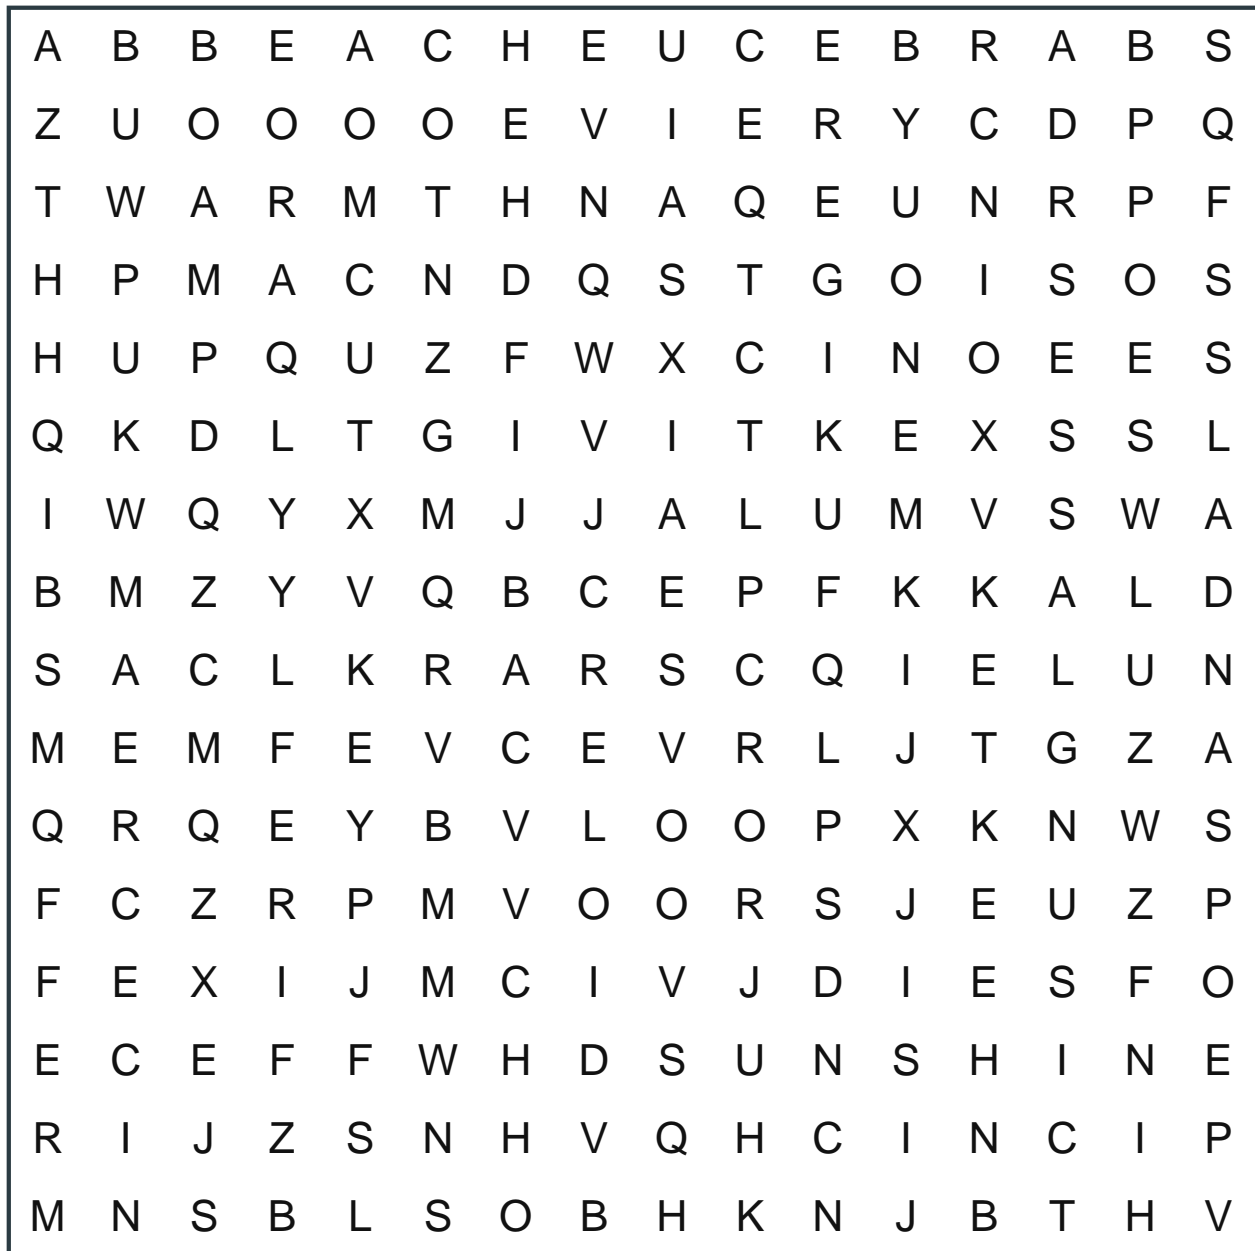 A B B E A C H E U C E B R A B S
Z U O O O O E V I E R Y C D P Q
T W A R M T H N A Q E U N R P F
H P M A C N D Q S T G O I S O S
H U P Q U Z F W X C I N O E E S
Q K D L T G I V I T K E X S S L
I W Q Y X M J J A L U M V S W A
B M Z Y V Q B C E P F K K A L D
S A C L K R A R S C Q I E L U N
M E M F E V C E V R L J T G Z A
Q R Q E Y B V L O O P X K N W S
F C Z R P M V O O R S J E U Z P
F E X I J M C I V J D I E S F O
E C E F F W H D S U N S H I N E
R I J Z S N H V Q H C I N C I P
M N S B L S O B H K N J B T H V